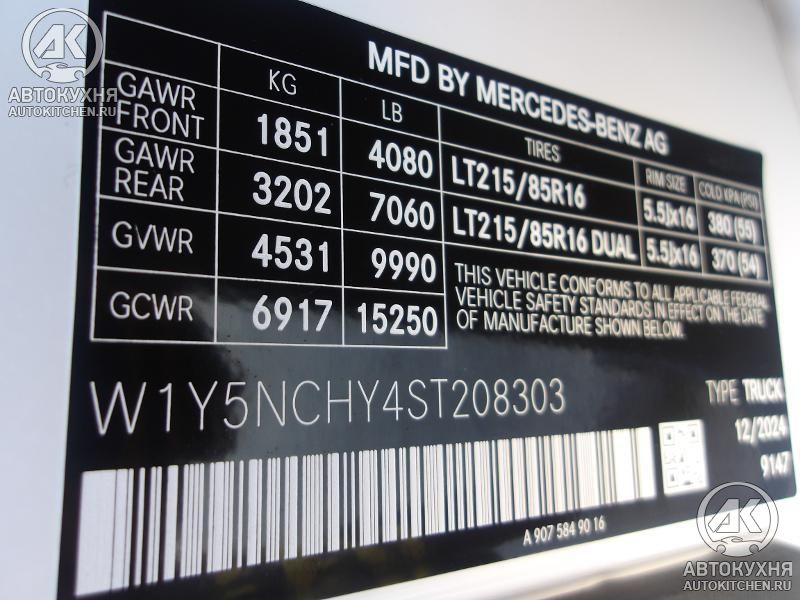 MFD BY MERCEDES-BENZ AG
KG LB TIRES RIM SIZE COLD KPA (PSI)
GAWR FRONT 1851 4080 LT215/85R16 5.5Jx16 380 (55)
GAWR REAR 3202 7060 LT215/85R16 DUAL 5.5Jx16 370 (54)
GVWR 4531 9990
GCWR 6917 15250
THIS VEHICLE CONFORMS TO ALL APPLICABLE FEDERAL
VEHICLE SAFETY STANDARDS IN EFFECT ON THE DATE
OF MANUFACTURE SHOWN BELOW.
W1Y5NCHY4ST208303
TYPE TRUCK
12/2024
9147
A 907 584 90 16
АК
АВТОКУХНЯ
AUTOKITCHEN.RU
АК
АВТОКУХНЯ
AUTOKITCHEN.RU